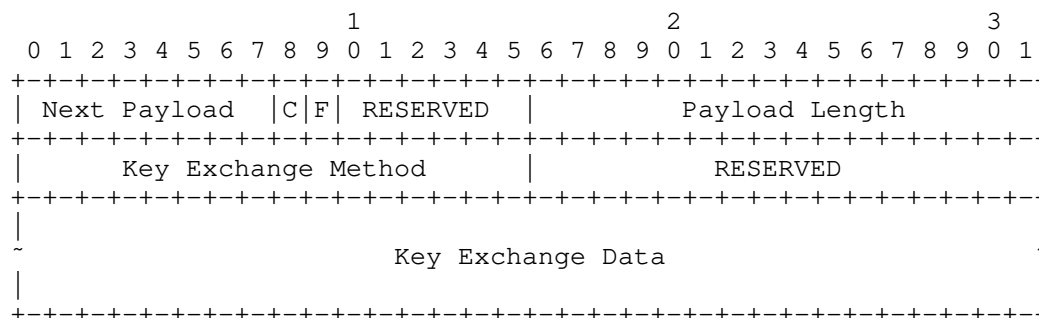 1                   2                   3
 0 1 2 3 4 5 6 7 8 9 0 1 2 3 4 5 6 7 8 9 0 1 2 3 4 5 6 7 8 9 0 1
+-+-+-+-+-+-+-+-+-+-+-+-+-+-+-+-+-+-+-+-+-+-+-+-+-+-+-+-+-+-+-+-
| Next Payload  |C|F| RESERVED  |         Payload Length
+-+-+-+-+-+-+-+-+-+-+-+-+-+-+-+-+-+-+-+-+-+-+-+-+-+-+-+-+-+-+-+-
|      Key Exchange Method      |           RESERVED
+-+-+-+-+-+-+-+-+-+-+-+-+-+-+-+-+-+-+-+-+-+-+-+-+-+-+-+-+-+-+-+-
|
~                       Key Exchange Data                       ~
|
+-+-+-+-+-+-+-+-+-+-+-+-+-+-+-+-+-+-+-+-+-+-+-+-+-+-+-+-+-+-+-+-